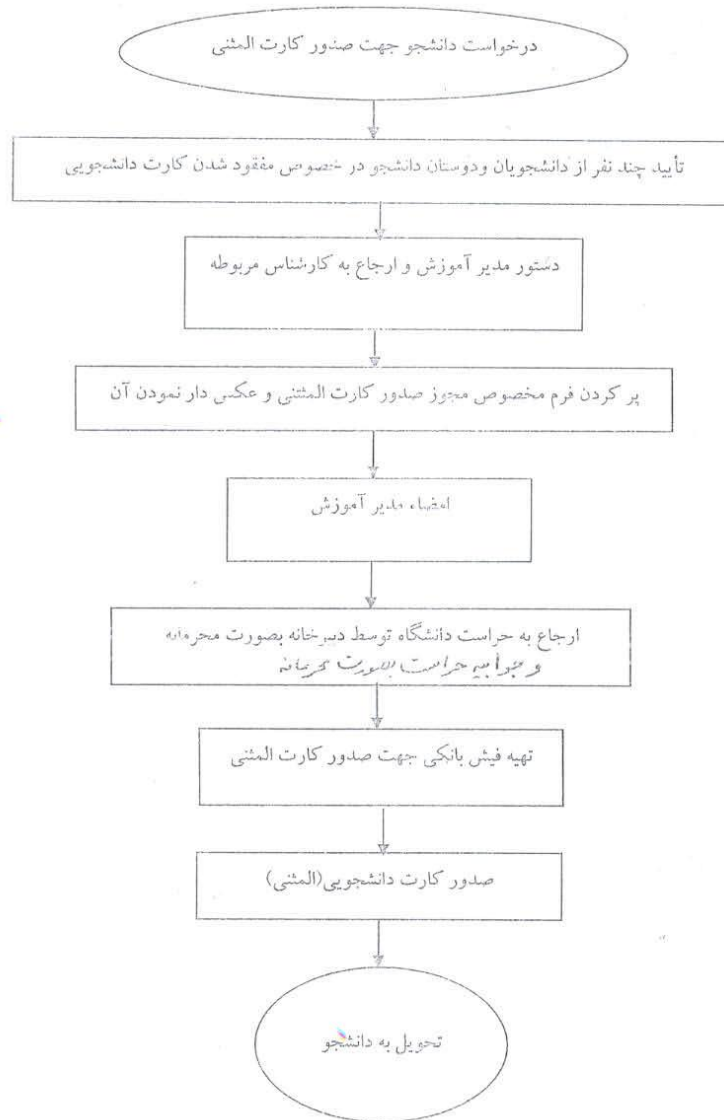 درخواست دانشجو جهت صدور کارت المثنی
تأیید چند نفر از دانشجویان ودوستان دانشجو در خصوص مفقود شدن کارت دانشجویی
دستور مدیر آموزش و ارجاع به کارشناس مربوطه
پر کردن فرم مخصوص مجوز صدور کارت المثنی و عکس دار نمودن آن
امضاء مدیر آموزش
ارجاع به حراست دانشگاه توسط دبیرخانه بصورت محرمانه
و جوابیه حراست بصورت محرمانه
تهیه فیش بانکی جهت صدور کارت المثنی
صدور کارت دانشجویی(المثنی)
تحویل به دانشجو